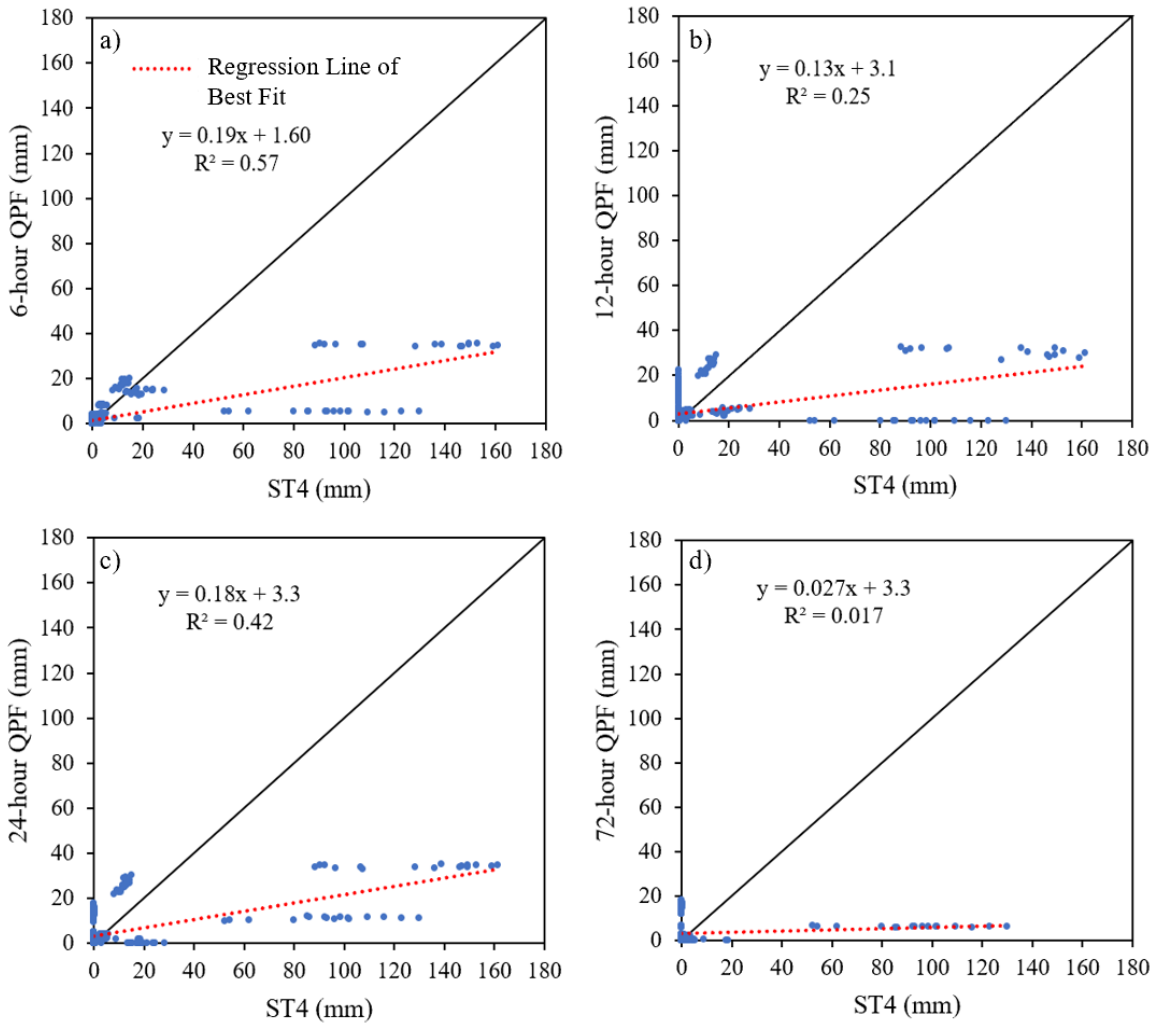 a)
Regression Line of
Best Fit
y = 0.19x + 1.60
R² = 0.57
6-hour QPF (mm)
180
160
140
120
100
80
60
40
20
0
0 20 40 60 80 100 120 140 160 180
ST4 (mm)
b)
y = 0.13x + 3.1
R² = 0.25
12-hour QPF (mm)
180
160
140
120
100
80
60
40
20
0
0 20 40 60 80 100 120 140 160 180
ST4 (mm)
c)
y = 0.18x + 3.3
R² = 0.42
24-hour QPF (mm)
180
160
140
120
100
80
60
40
20
0
0 20 40 60 80 100 120 140 160 180
ST4 (mm)
d)
y = 0.027x + 3.3
R² = 0.017
72-hour QPF (mm)
180
160
140
120
100
80
60
40
20
0
0 20 40 60 80 100 120 140 160 180
ST4 (mm)